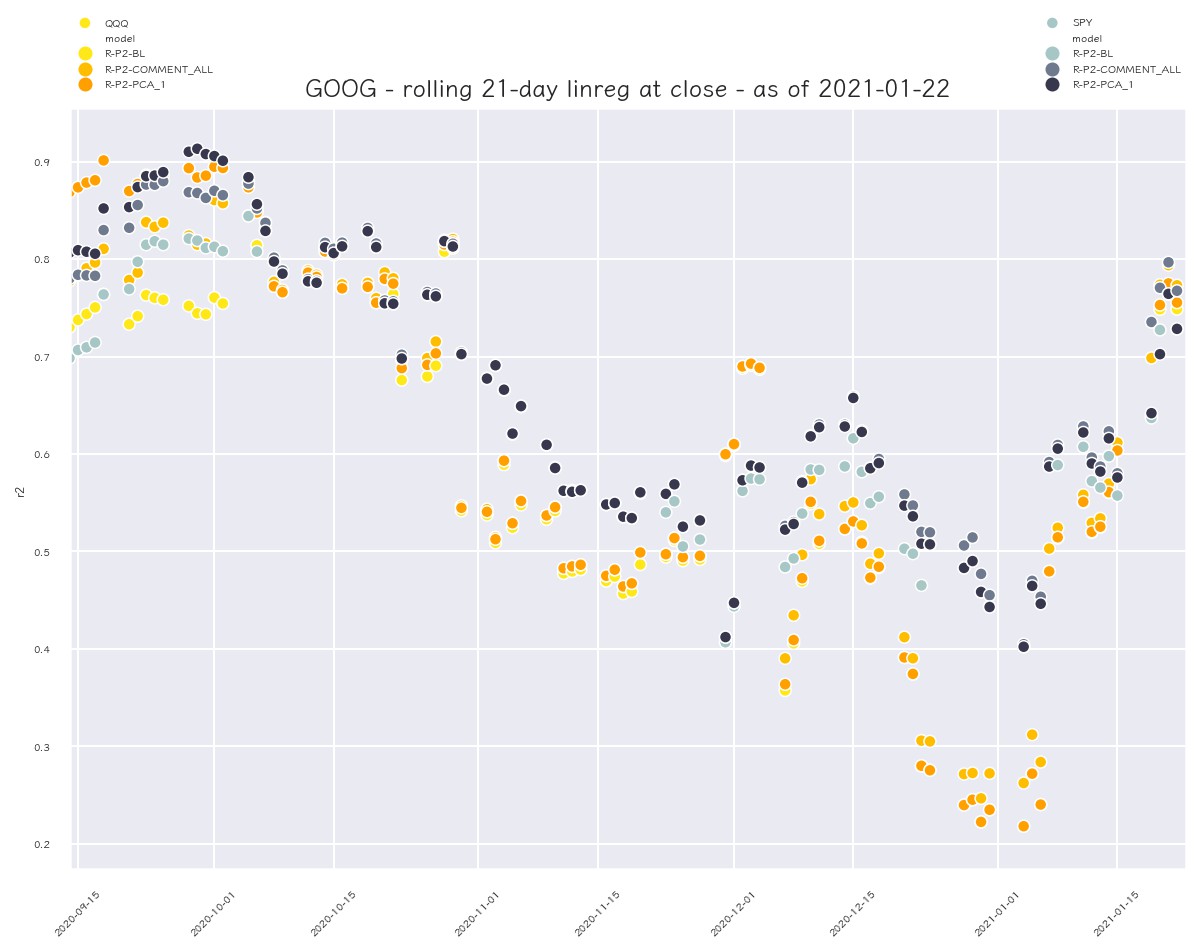 QQQ
model
R-P2-BL
R-P2-COMMENT_ALL
R-P2-PCA_1
SPY
model
R-P2-BL
R-P2-COMMENT_ALL
R-P2-PCA_1
GOOG - rolling 21-day linreg at close - as of 2021-01-22
r2
0.9
0.8
0.7
0.6
0.5
0.4
0.3
0.2
2020-09-15
2020-10-01
2020-10-15
2020-11-01
2020-11-15
2020-12-01
2020-12-15
2021-01-01
2021-01-15